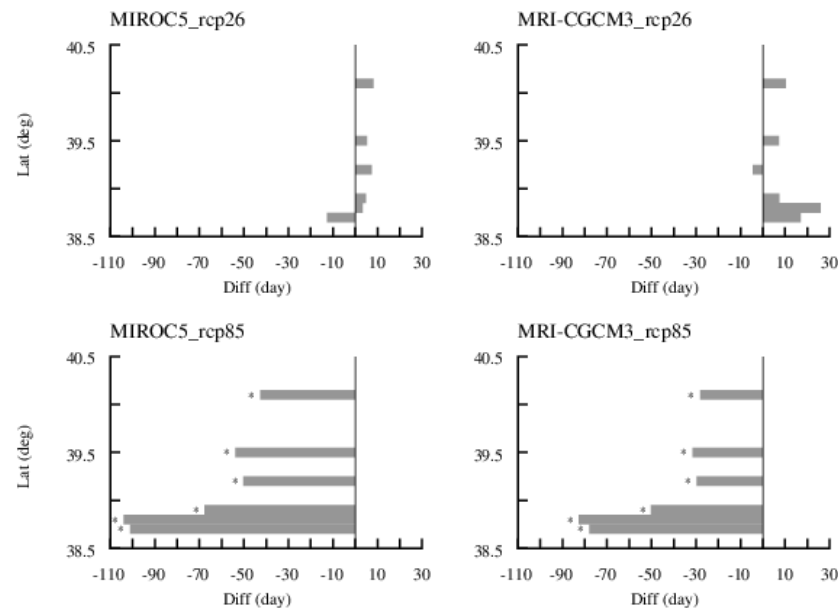 MIROC5_rcp26
MRI-CGCM3_rcp26
40.5
39.5
38.5
Lat (deg)
-110 -90 -70 -50 -30 -10 10 30
Diff (day)
40.5
39.5
38.5
-110 -90 -70 -50 -30 -10 10 30
Diff (day)
MIROC5_rcp85
MRI-CGCM3_rcp85
40.5
39.5
38.5
Lat (deg)
* * * * * *
-110 -90 -70 -50 -30 -10 10 30
Diff (day)
40.5
39.5
38.5
* * * * * *
-110 -90 -70 -50 -30 -10 10 30
Diff (day)